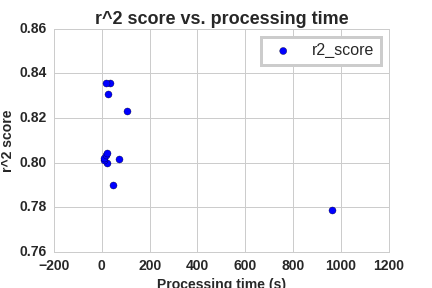 r^2 score vs. processing time
0.86
r2_score
0.84
0.82
r^2 score
0.80
0.78
0.76
−200 0 200 400 600 800 1000 1200
Processing time (s)